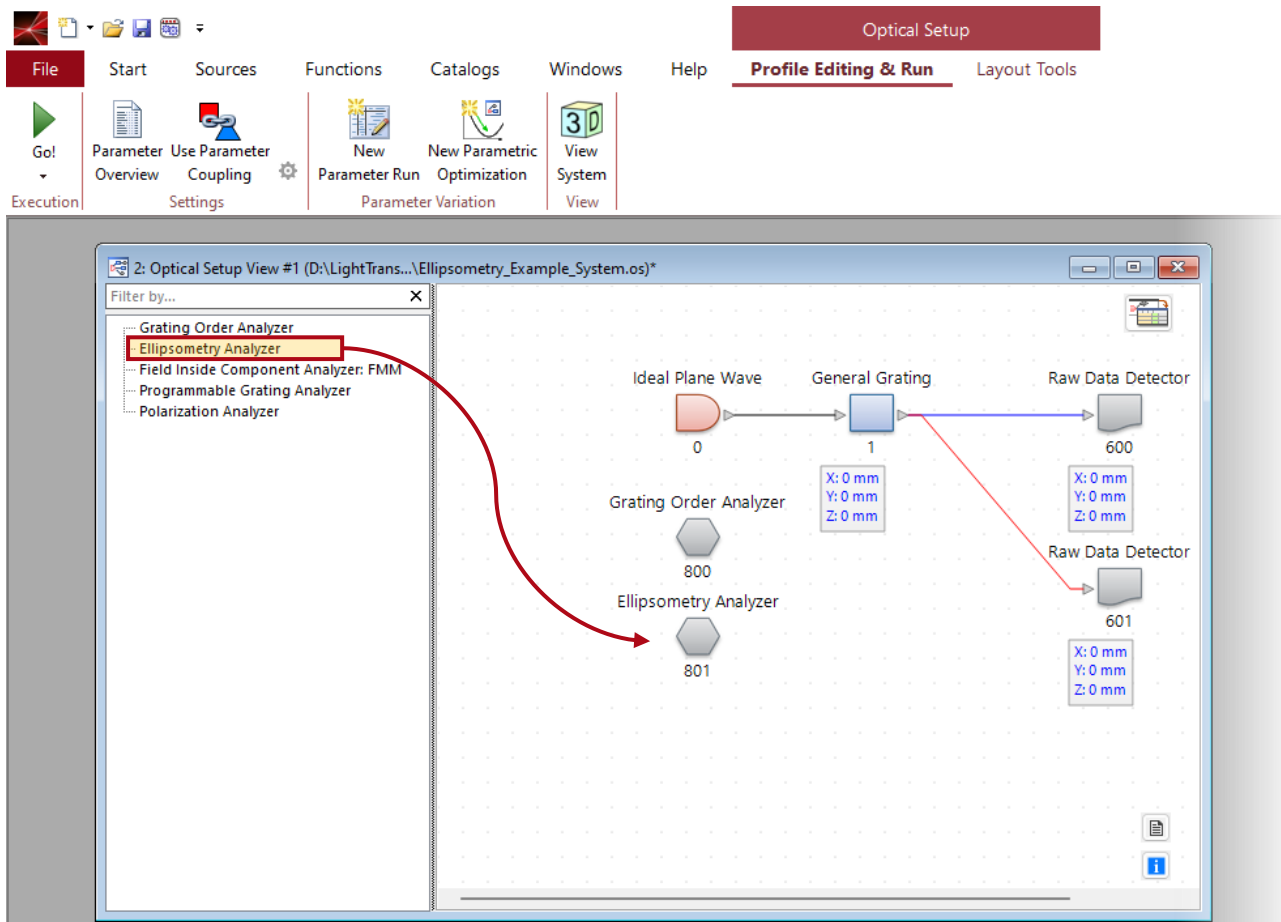 Optical Setup
File Start Sources Functions Catalogs Windows Help Profile Editing & Run Layout Tools
Go! Parameter Overview Use Parameter Coupling New Parameter Run New Parametric Optimization View System
Execution Settings Parameter Variation View
3D
2: Optical Setup View #1 (D:\LightTrans...\Ellipsometry_Example_System.os)*
Filter by...
Grating Order Analyzer
Ellipsometry Analyzer
Field Inside Component Analyzer: FMM
Programmable Grating Analyzer
Polarization Analyzer
Ideal Plane Wave General Grating Raw Data Detector
0 1 600
X: 0 mm X: 0 mm
Y: 0 mm Y: 0 mm
Z: 0 mm Z: 0 mm
Grating Order Analyzer
800
Raw Data Detector
601
Ellipsometry Analyzer
801
X: 0 mm
Y: 0 mm
Z: 0 mm